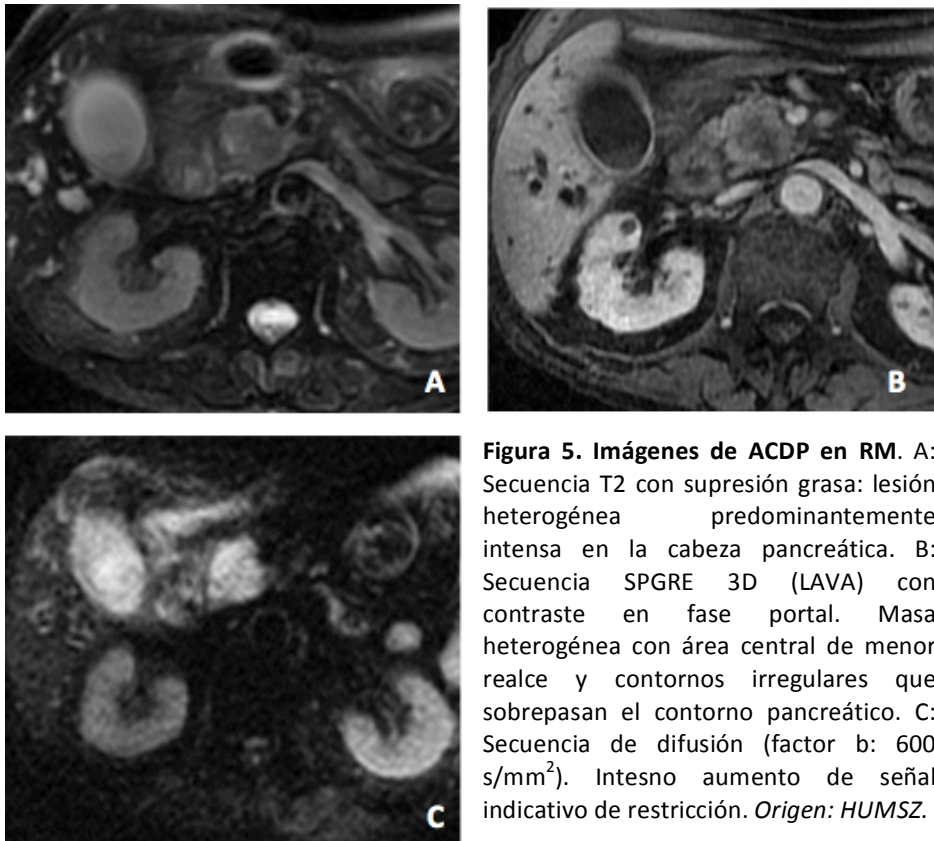 A
B
C
Figura 5. Imágenes de ACDP en RM. A:
Secuencia T2 con supresión grasa: lesión
heterogénea predominantemente
intensa en la cabeza pancreática. B:
Secuencia SPGRE 3D (LAVA) con
contraste en fase portal. Masa
heterogénea con área central de menor
realce y contornos irregulares que
sobrepasan el contorno pancreático. C:
Secuencia de difusión (factor b: 600
s/mm²). Intesno aumento de señal
indicativo de restricción. Origen: HUMSZ.